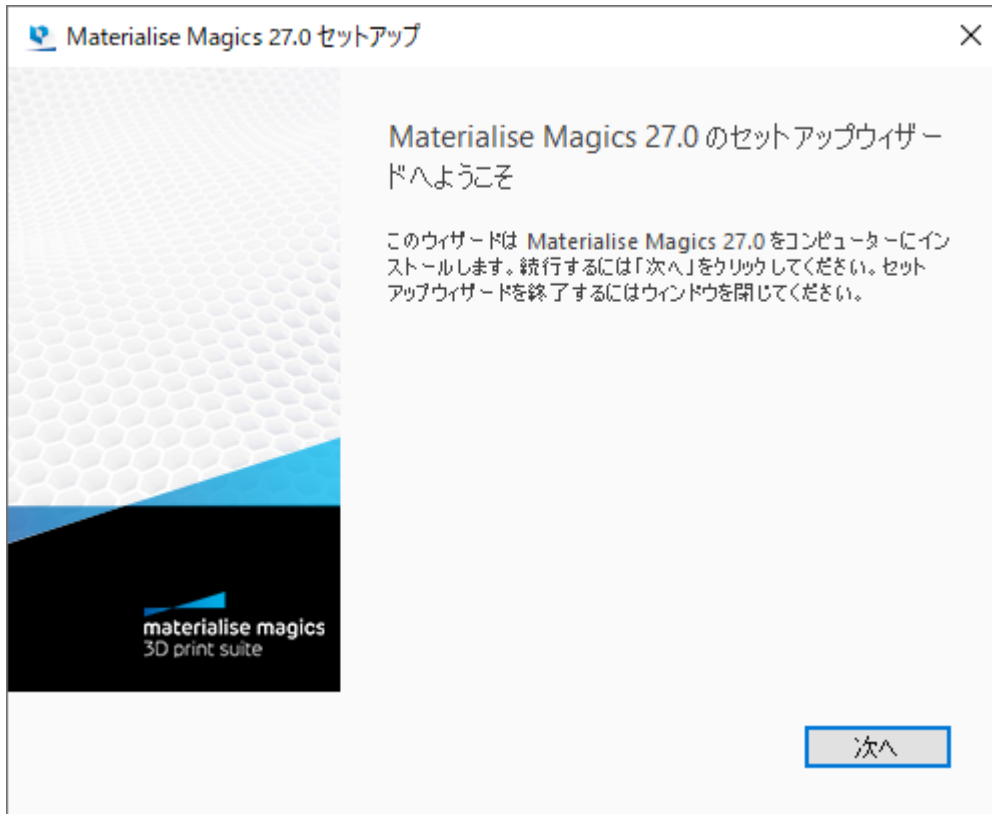 Materialise Magics 27.0 セットアップ
Materialise Magics 27.0 のセットアップウィザー
ドへようこそ
このウィザードは Materialise Magics 27.0 をコンピューターにイン
ストールします。続行するには「次へ」をクリックしてください。セット
アップウィザードを終了するにはウィンドウを閉じてください。
materialise magics
3D print suite
次へ